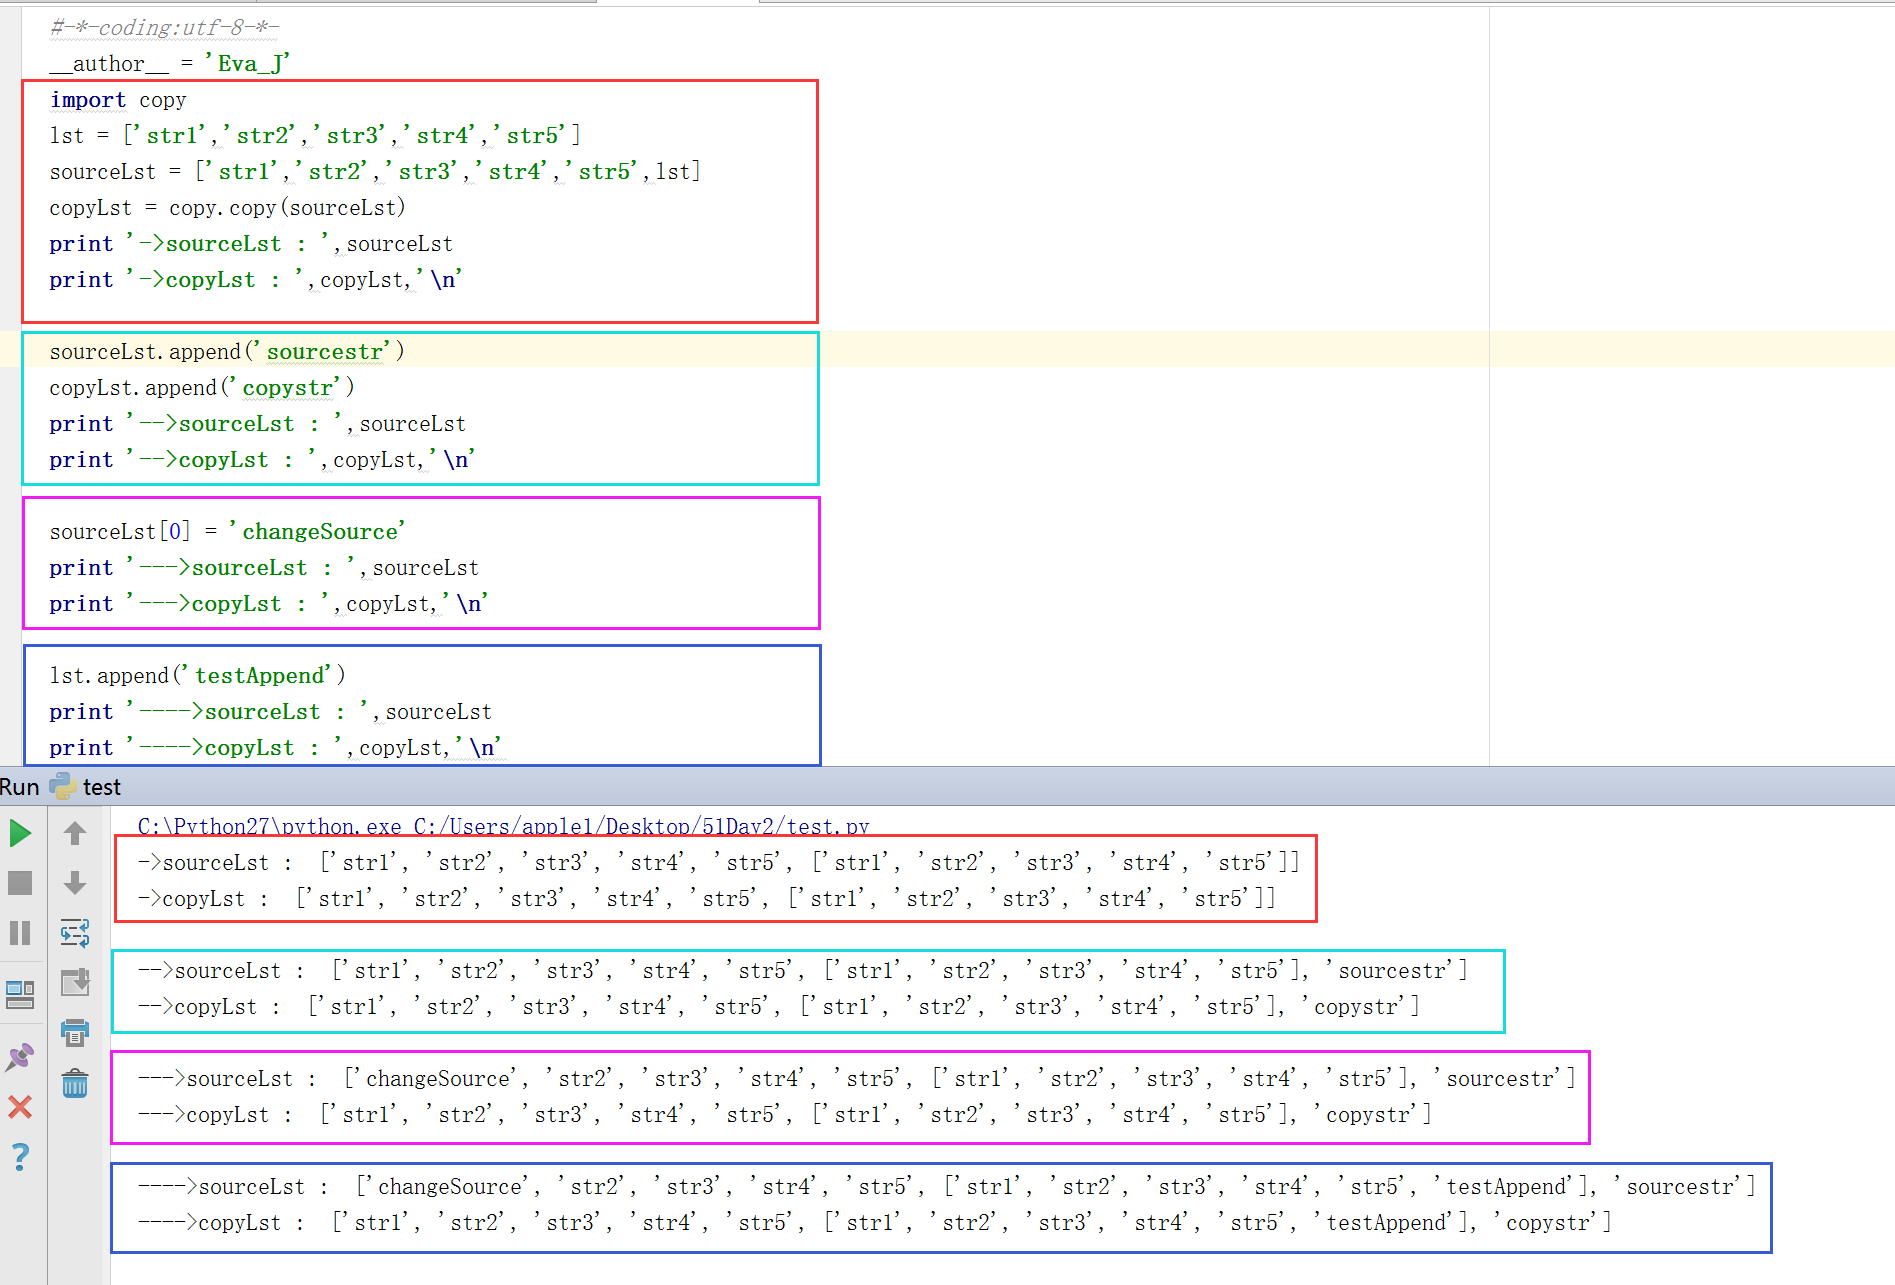 #-*-coding:utf-8-*-
__author__ = 'Eva_J'
import copy
lst = ['str1','str2','str3','str4','str5']
sourceLst = ['str1','str2','str3','str4','str5',lst]
copyLst = copy.copy(sourceLst)
print '->sourceLst : ',sourceLst
print '->copyLst : ',copyLst,'\n'
sourceLst.append('sourcestr')
copyLst.append('copystr')
print '-->sourceLst : ',sourceLst
print '-->copyLst : ',copyLst,'\n'
sourceLst[0] = 'changeSource'
print '--->sourceLst : ',sourceLst
print '--->copyLst : ',copyLst,'\n'
lst.append('testAppend')
print '---->sourceLst : ',sourceLst
print '---->copyLst : ',copyLst,'\n'
Run test
C:\Python27\python.exe C:/Users/apple1/Desktop/51Day2/test.py
->sourceLst :  ['str1', 'str2', 'str3', 'str4', 'str5', ['str1', 'str2', 'str3', 'str4', 'str5']]
->copyLst :  ['str1', 'str2', 'str3', 'str4', 'str5', ['str1', 'str2', 'str3', 'str4', 'str5']]
-->sourceLst :  ['str1', 'str2', 'str3', 'str4', 'str5', ['str1', 'str2', 'str3', 'str4', 'str5'], 'sourcestr']
-->copyLst :  ['str1', 'str2', 'str3', 'str4', 'str5', ['str1', 'str2', 'str3', 'str4', 'str5'], 'copystr']
--->sourceLst :  ['changeSource', 'str2', 'str3', 'str4', 'str5', ['str1', 'str2', 'str3', 'str4', 'str5'], 'sourcestr']
--->copyLst :  ['str1', 'str2', 'str3', 'str4', 'str5', ['str1', 'str2', 'str3', 'str4', 'str5'], 'copystr']
---->sourceLst :  ['changeSource', 'str2', 'str3', 'str4', 'str5', ['str1', 'str2', 'str3', 'str4', 'str5', 'testAppend'], 'sourcestr']
---->copyLst :  ['str1', 'str2', 'str3', 'str4', 'str5', ['str1', 'str2', 'str3', 'str4', 'str5', 'testAppend'], 'copystr']